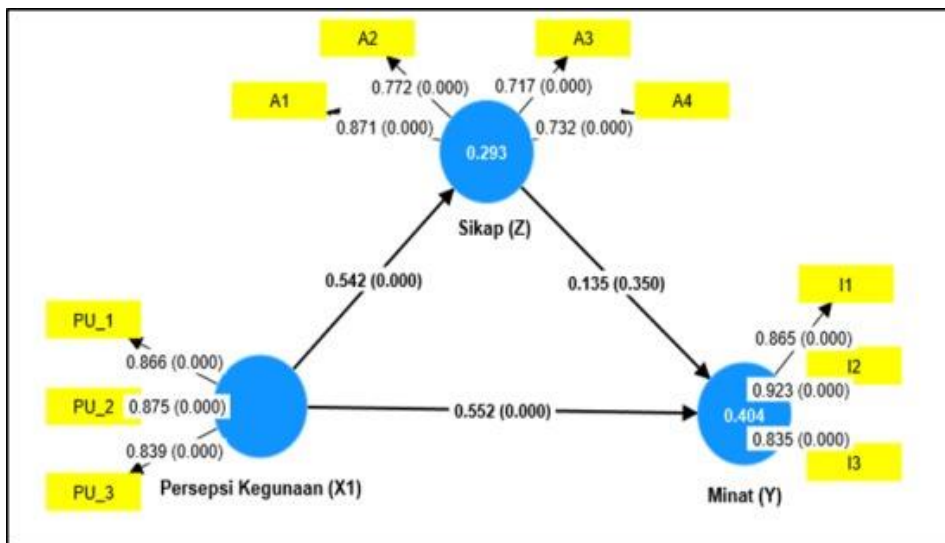 A2
A3
0.772 (0.000)
0.717 (0.000)
A1
A4
0.871 (0.000)
0.732 (0.000)
0.293
Sikap (Z)
0.542 (0.000)
0.135 (0.350)
I1
PU_1
0.865 (0.000)
0.866 (0.000)
I2
0.923 (0.000)
PU_2
0.875 (0.000)
0.552 (0.000)
0.404
0.839 (0.000)
0.835 (0.000)
I3
PU_3
Persepsi Kegunaan (X1)
Minat (Y)